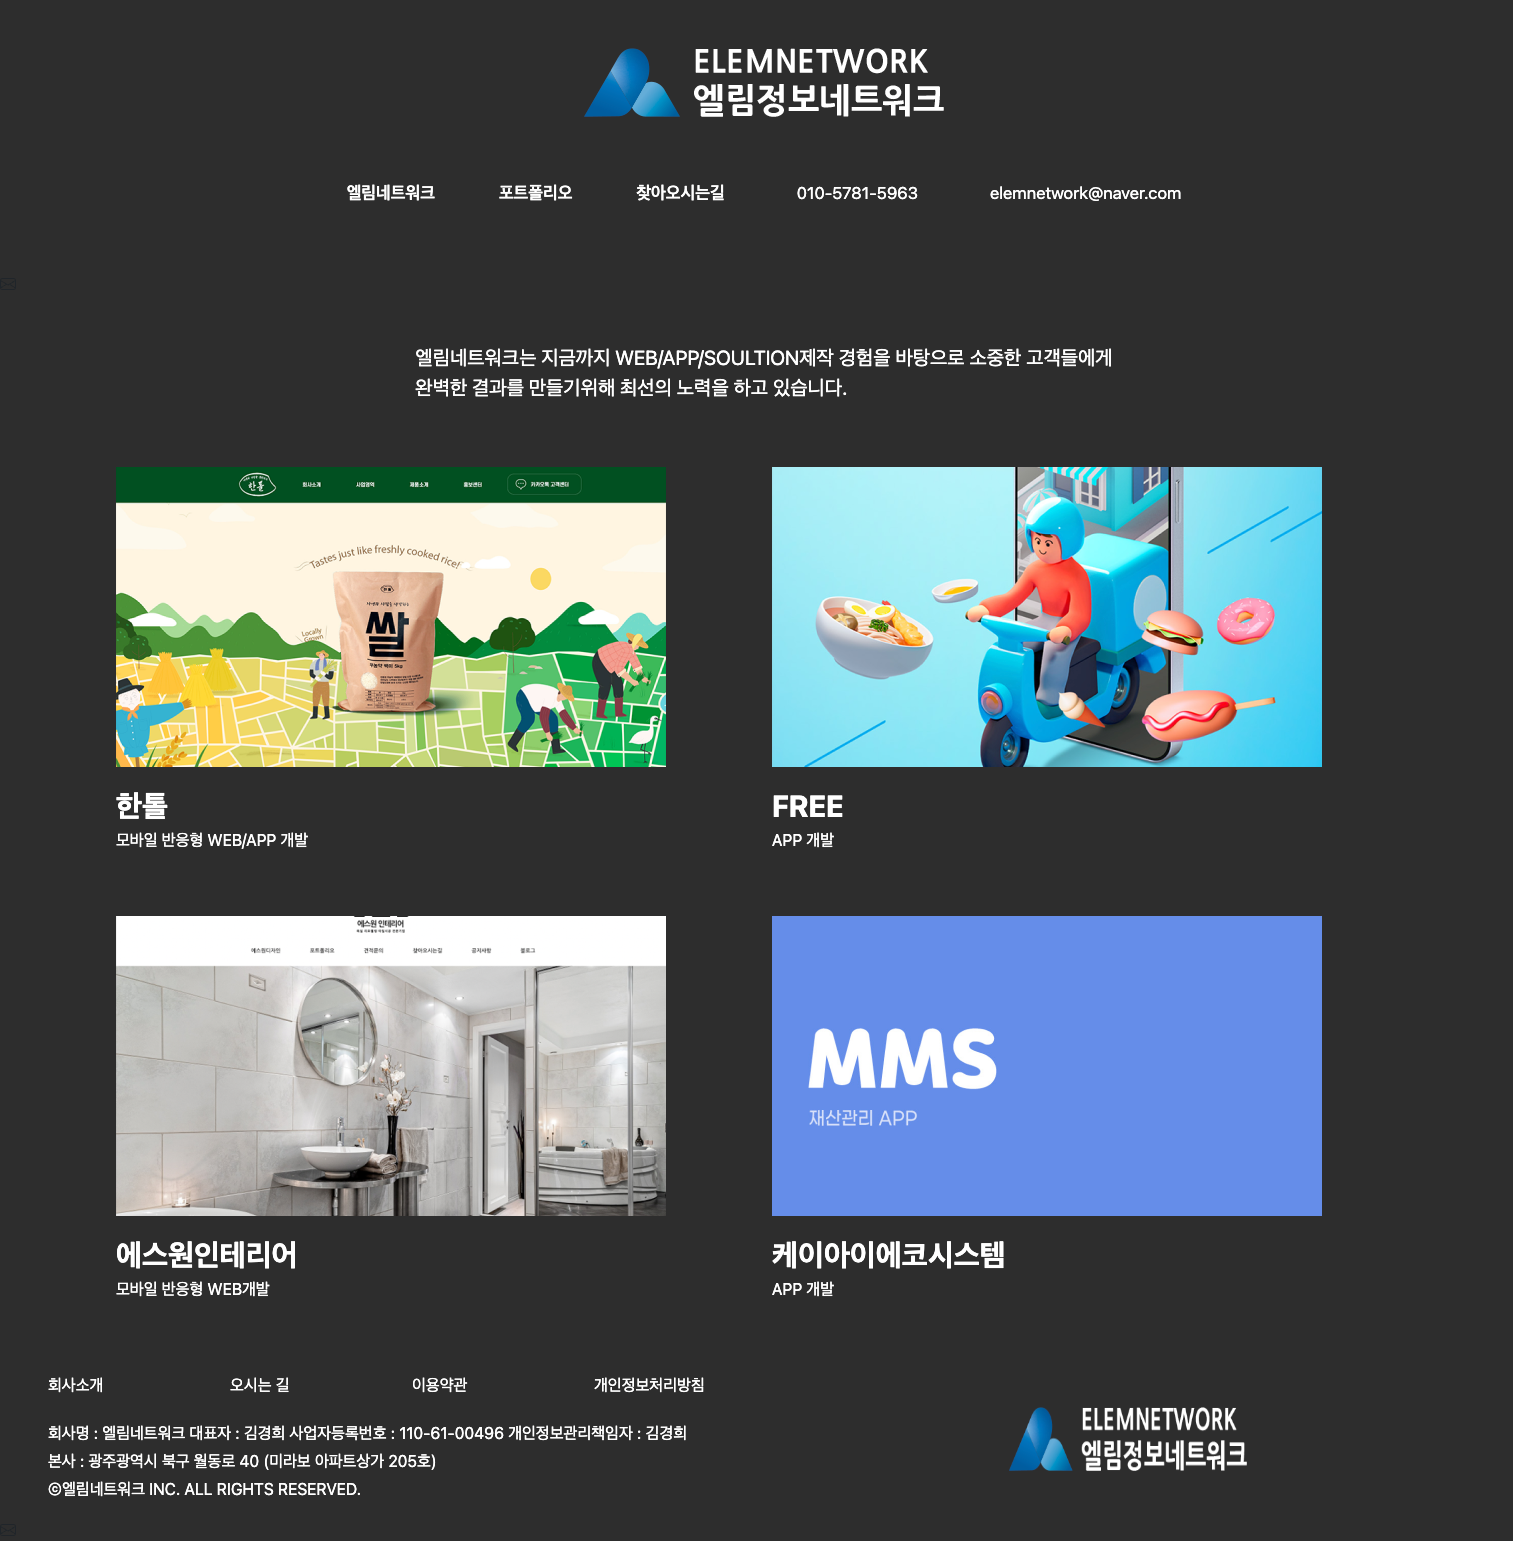 ELEMNETWORK
엘림정보네트워크
엘림네트워크 포트폴리오 찾아오시는길 010-5781-5963 elemnetwork@naver.com
엘림네트워크는 지금까지 WEB/APP/SOULTION제작 경험을 바탕으로 소중한 고객들에게
완벽한 결과를 만들기위해 최선의 노력을 하고 있습니다.
한톨 회사소개 사업영역 제품소개 홍보센터 카카오톡 고객센터
Tastes just like freshly cooked rice!
Locally
Grown
쌀
무농약 백미 5kg
한톨
모바일 반응형 WEB/APP 개발
FREE
APP 개발
에스원 인테리어
에스원디자인 포트폴리오 견적문의 찾아오시는길 공지사항 블로그
MMS
재산관리 APP
에스원인테리어
모바일 반응형 WEB개발
케이아이에코시스템
APP 개발
회사소개 오시는 길 이용약관 개인정보처리방침
회사명 : 엘림네트워크 대표자 : 김경희 사업자등록번호 : 110-61-00496 개인정보관리책임자 : 김경희
본사 : 광주광역시 북구 월동로 40 (미라보 아파트상가 205호)
©엘림네트워크 INC. ALL RIGHTS RESERVED.
ELEMNETWORK
엘림정보네트워크